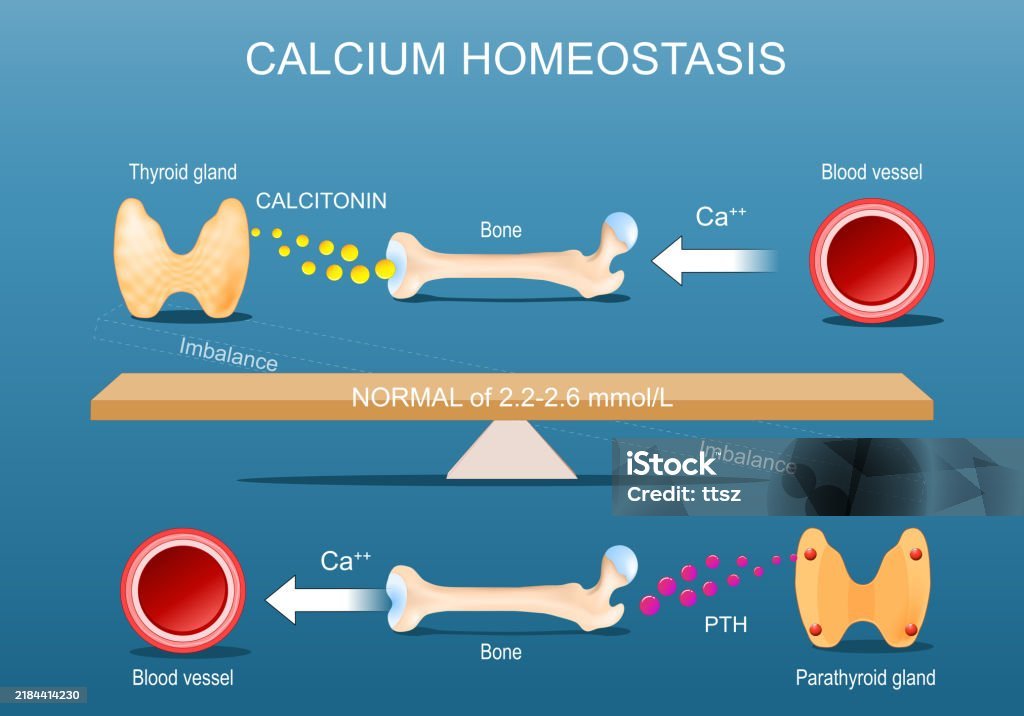 CALCIUM HOMEOSTASIS
Thyroid gland
CALCITONIN
Bone
Ca++
Blood vessel
Imbalance
NORMAL of 2.2-2.6 mmol/L
Imbalance
iStock™
Credit: ttsz
Ca++
Bone
PTH
Blood vessel
Parathyroid gland
2184414230